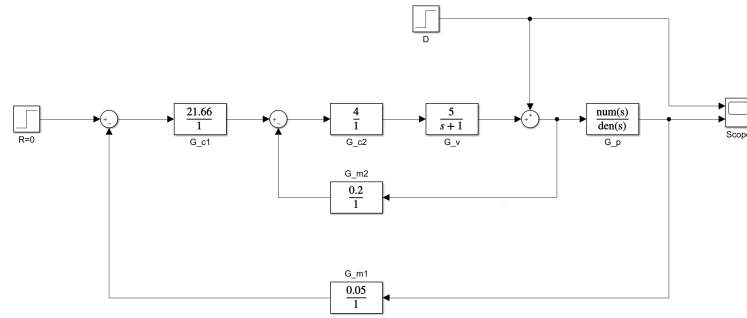 D
21.66
1
G_c1
4
1
G_c2
5
s + 1
G_v
num(s)
den(s)
G_p
R=0
Scope
G_m2
0.2
1
G_m1
0.05
1